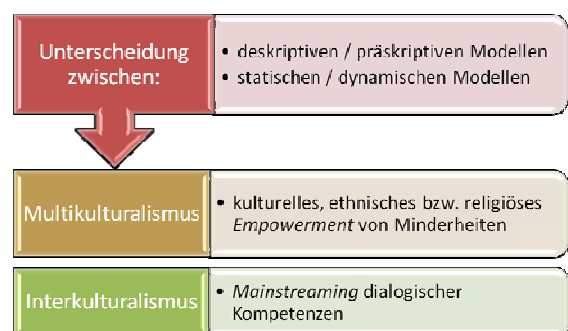 Unterscheidung
zwischen:
• deskriptiven / präskriptiven Modellen
• statischen / dynamischen Modellen
Multikulturalismus
• kulturelles, ethnisches bzw. religiöses
Empowerment von Minderheiten
Interkulturalismus
• Mainstreaming dialogischer
Kompetenzen